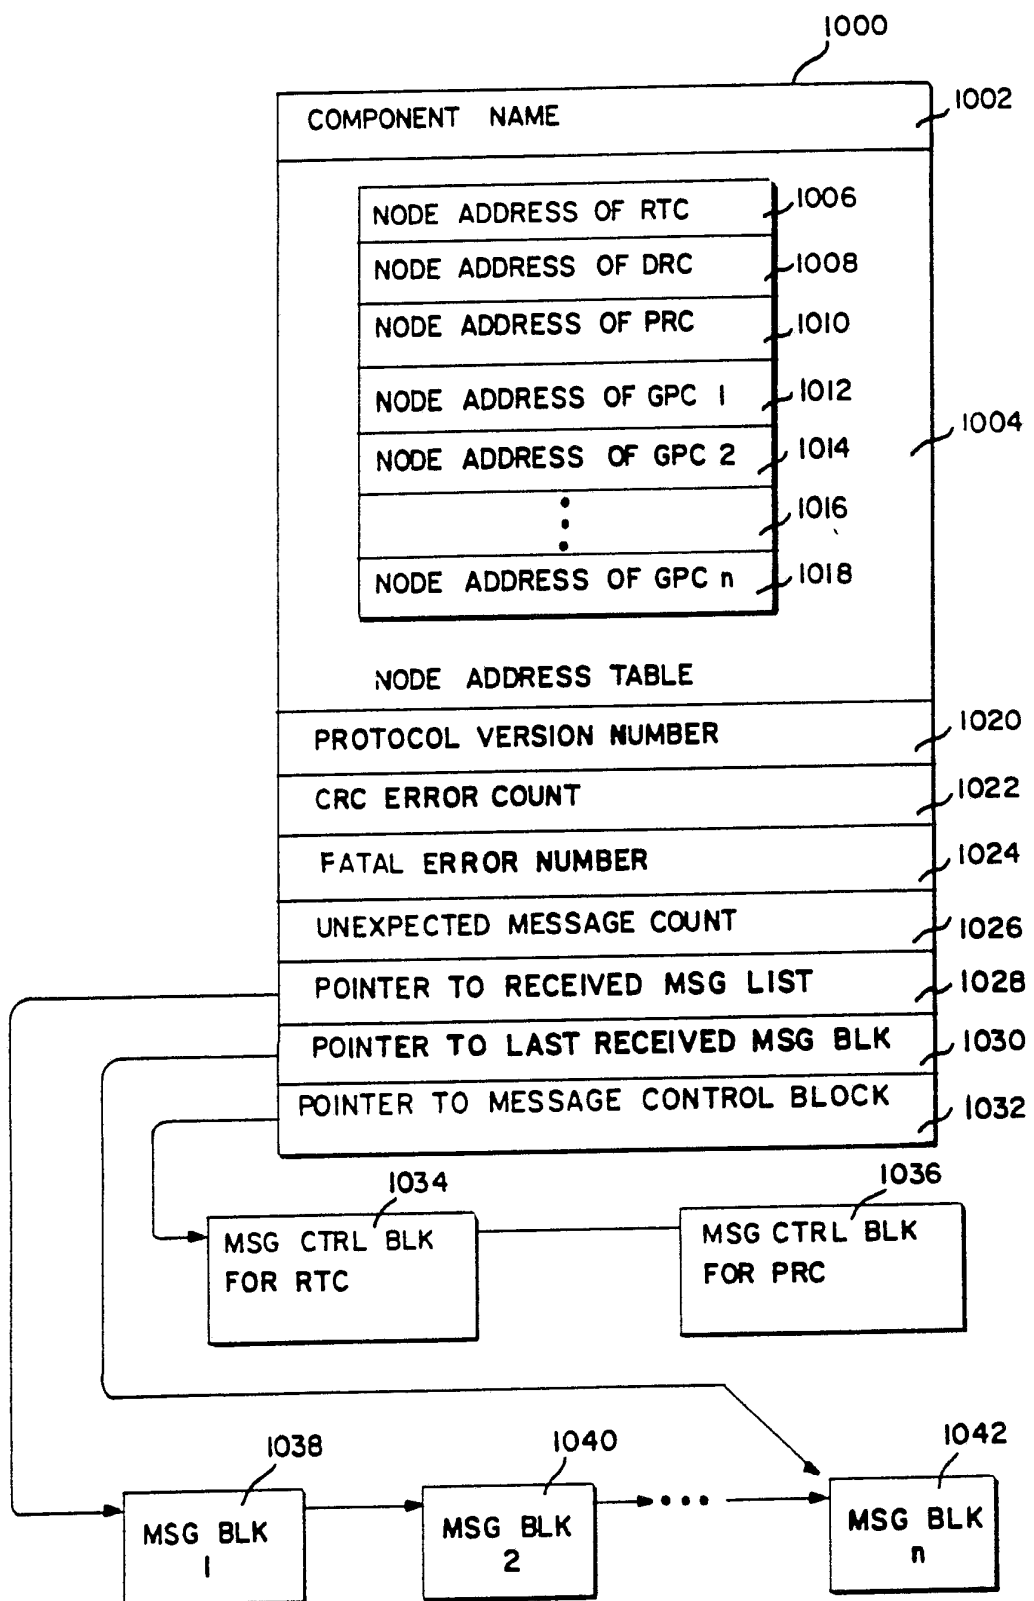 1000
COMPONENT NAME
1002
NODE ADDRESS OF RTC
1006
NODE ADDRESS OF DRC
1008
NODE ADDRESS OF PRC
1010
NODE ADDRESS OF GPC 1
1012
1004
NODE ADDRESS OF GPC 2
1014
1016
NODE ADDRESS OF GPC n
1018
NODE ADDRESS TABLE
PROTOCOL VERSION NUMBER
1020
CRC ERROR COUNT
1022
FATAL ERROR NUMBER
1024
UNEXPECTED MESSAGE COUNT
1026
POINTER TO RECEIVED MSG LIST
1028
POINTER TO LAST RECEIVED MSG BLK
1030
POINTER TO MESSAGE CONTROL BLOCK
1032
1034
MSG CTRL BLK
FOR RTC
1036
MSG CTRL BLK
FOR PRC
1038
MSG BLK
1
1040
MSG BLK
2
1042
MSG BLK
n